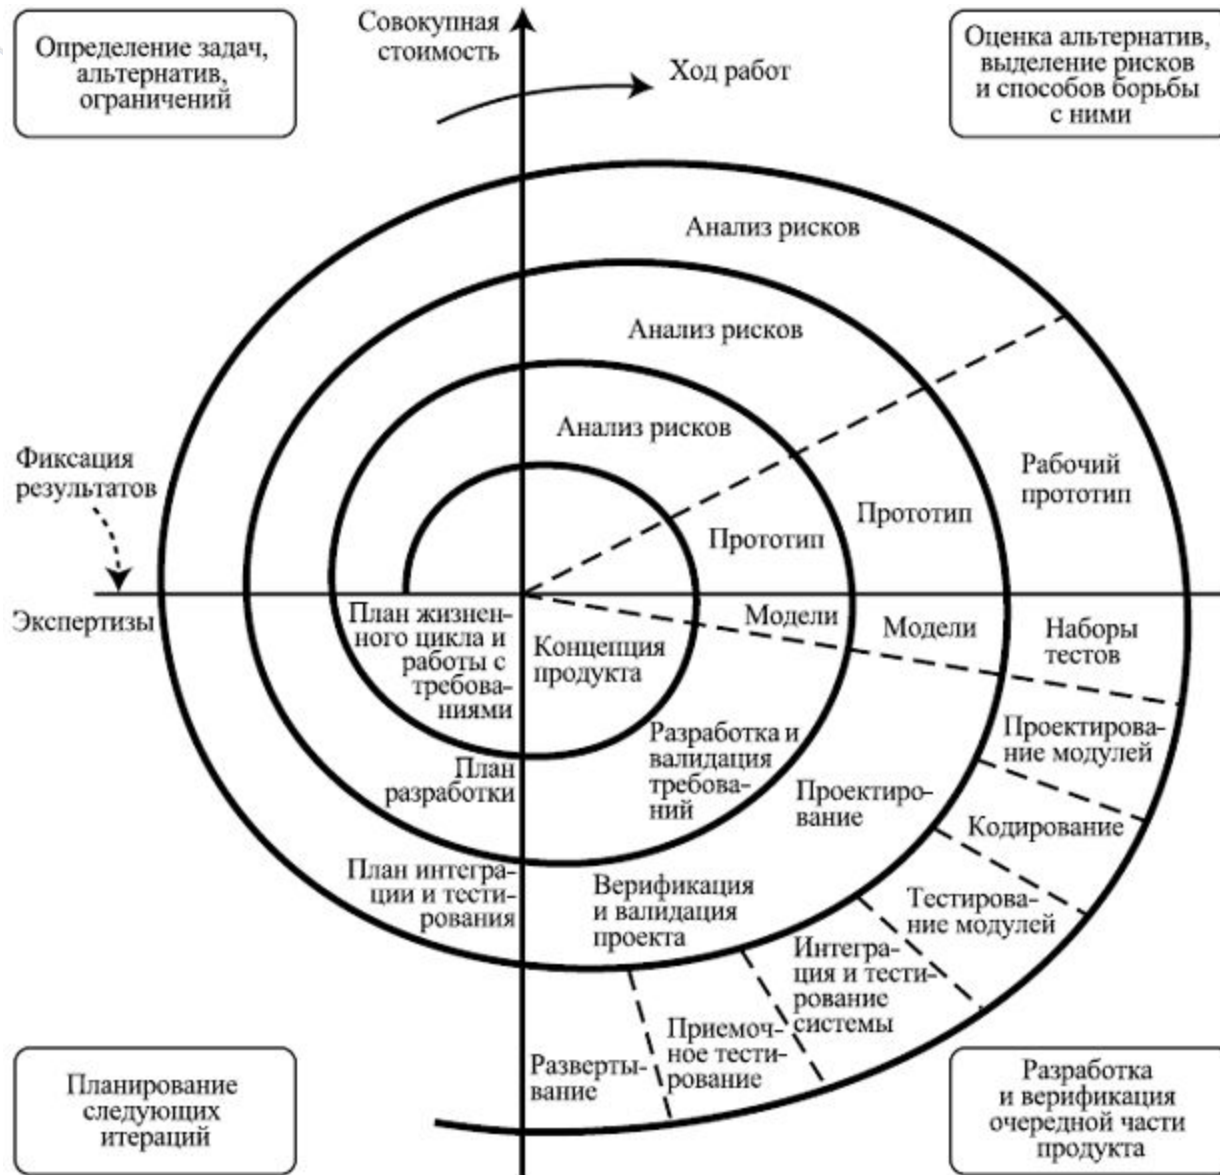 Определение задач,
альтернатив,
ограничений
Совокупная
стоимость
Ход работ
Оценка альтернатив,
выделение рисков
и способов борьбы
с ними
Анализ рисков
Анализ рисков
Анализ рисков
Фиксация
результатов
Рабочий
прототип
Прототип
Прототип
Экспертизы
План жизнен-
ного цикла и
работы с
требова-
ниями
Концепция
продукта
Модели
Модели
Наборы
тестов
Разработка и
валидация
требова-
ний
Проектирова-
ние модулей
План
разработки
Проектиро-
вание
Кодирование
План интегра-
ции и тести-
рования
Верификация
и валидация
проекта
Тестирова-
ние модулей
Интегра-
ция и тести-
рование
системы
Приемоч-
ное тести-
рование
Разверты-
вание
Планирование
следующих
итераций
Разработка
и верификация
очередной части
продукта